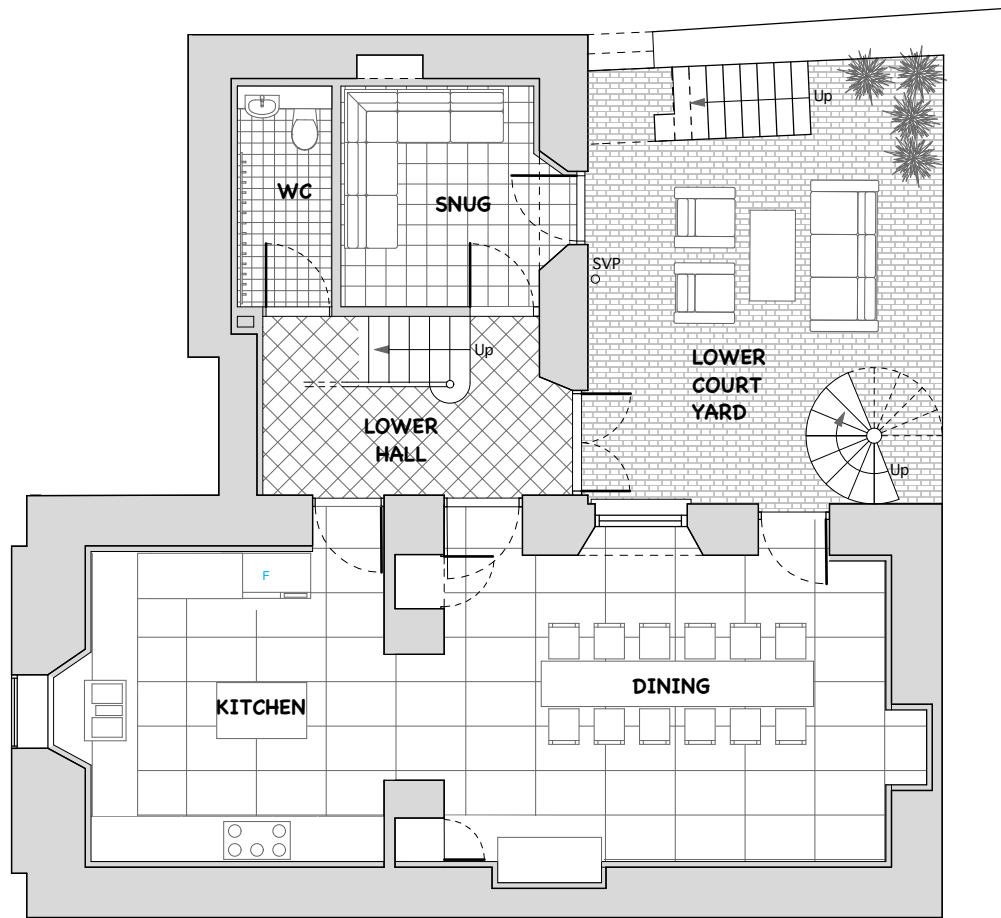 Up
WC
SNUG
SVP
Up
LOWER
COURT
YARD
LOWER
HALL
Up
F
KITCHEN
DINING